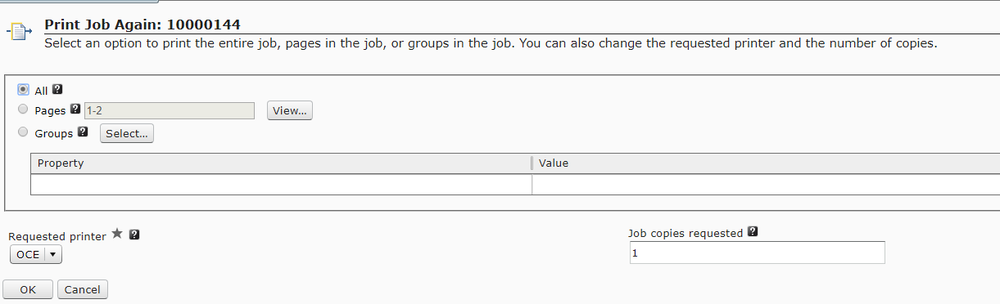 Print Job Again: 10000144
Select an option to print the entire job, pages in the job, or groups in the job. You can also change the requested printer and the number of copies.
All ?
Pages ? 1-2 View...
Groups ? Select...
Property Value
Requested printer ★ ? Job copies requested ?
OCE 1
OK Cancel